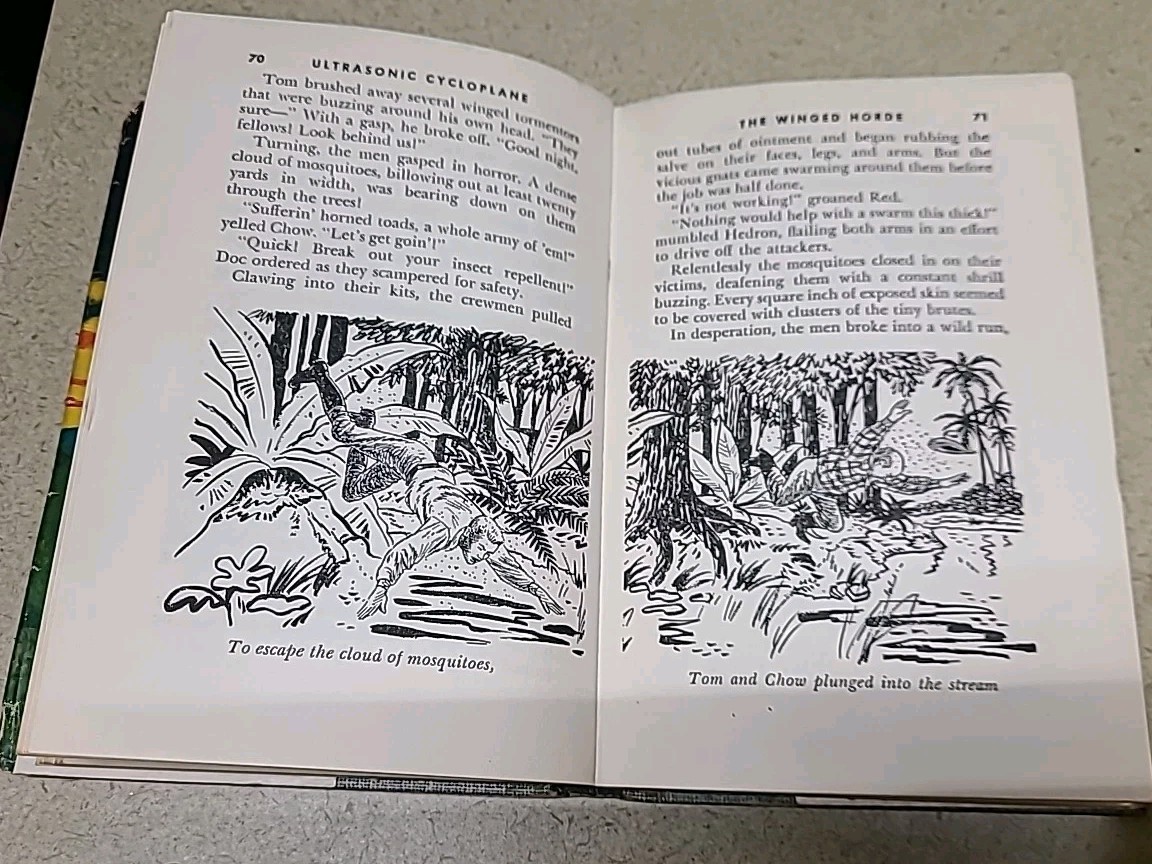 70 ULTRASONIC CYCLOPLANE
Tom brushed away several winged tormentors
that were buzzing around his own head. "They
sure—" With a gasp, he broke off. "Good night,
fellows! Look behind us!"
Turning, the men gasped in horror. A dense
cloud of mosquitoes, billowing out at least twenty
yards in width, was bearing down on them
through the trees!
"Sufferin' horned toads, a whole army of 'em!"
yelled Chow. "Let's get goin'!"
"Quick! Break out your insect repellent!"
Doc ordered as they scampered for safety.
Clawing into their kits, the crewmen pulled
To escape the cloud of mosquitoes,
THE WINGED HORDE 71
out tubes of ointment and began rubbing the
salve on their faces, legs, and arms. But the
vicious gnats came swarming around them before
the job was half done.
"It's not working!" groaned Red.
"Nothing would help with a swarm this thick!"
mumbled Hedron, flailing both arms in an effort
to drive off the attackers.
Relentlessly the mosquitoes closed in on their
victims, deafening them with a constant shrill
buzzing. Every square inch of exposed skin seemed
to be covered with clusters of the tiny brutes.
In desperation, the men broke into a wild run,
Tom and Chow plunged into the stream